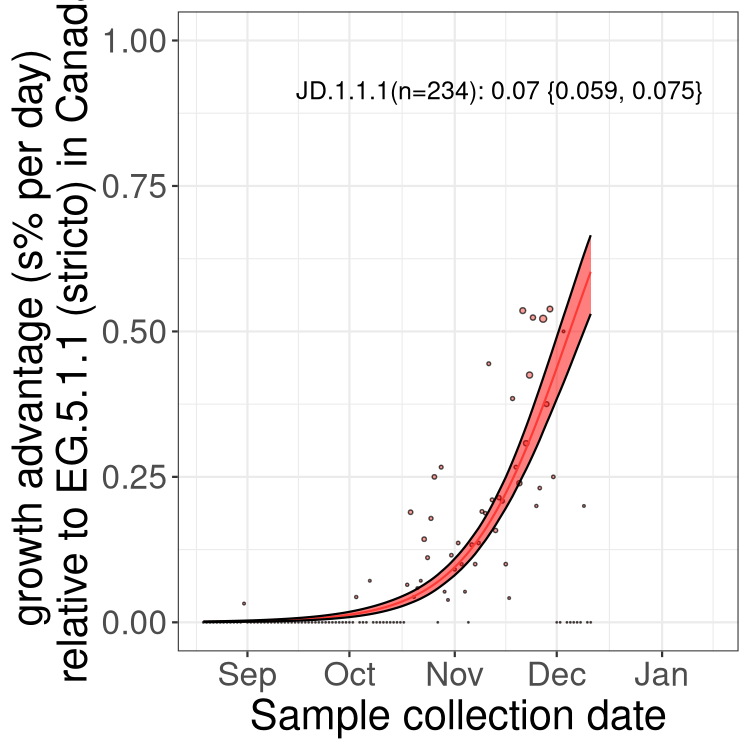 growth advantage (s% per day)
relative to EG.5.1.1 (stricto) in Canada
1.00
0.75
0.50
0.25
0.00
JD.1.1.1(n=234): 0.07 {0.059, 0.075}
Sep Oct Nov Dec Jan
Sample collection date